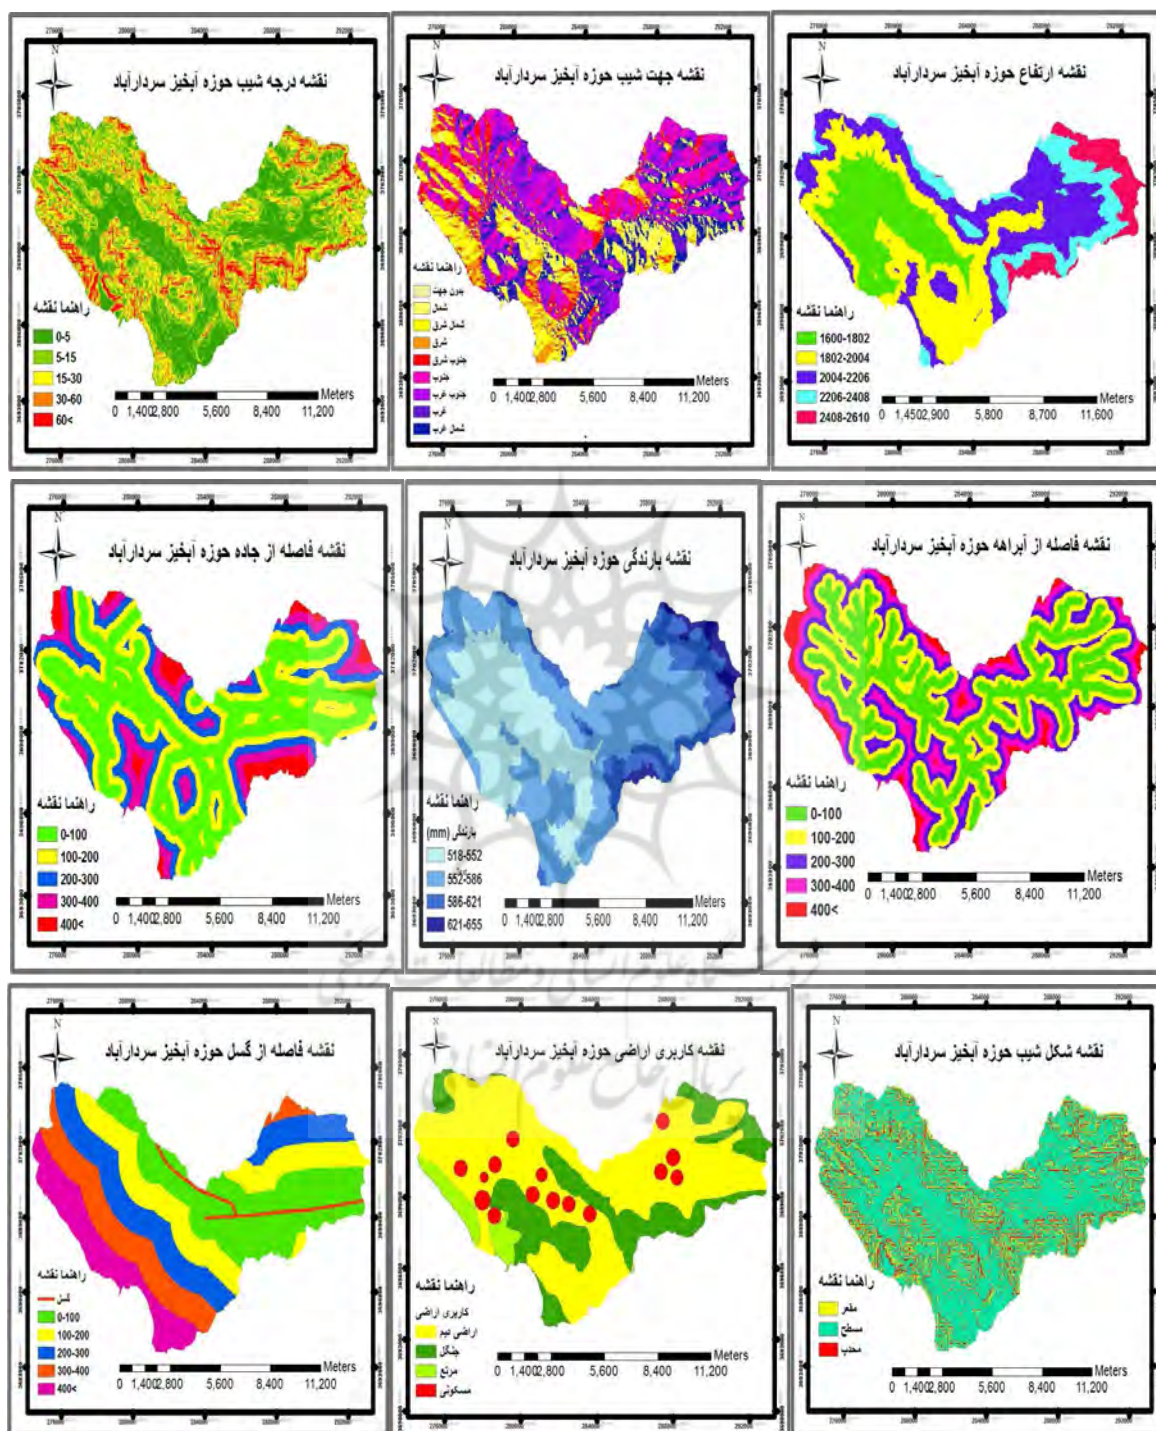 N
نقشه درجه شیب حوزه آبخیز سردارآباد
راهنما نقشه
0-5
5-15
15-30
30-60
60<
Meters
0 1,400 2,800 5,600 8,400 11,200
N
نقشه جهت شیب حوزه آبخیز سردارآباد
راهنما نقشه
بدون جهت
شمال
شمال شرق
شرق
جنوب شرق
جنوب
جنوب غرب
غرب
شمال غرب
Meters
0 1,400 2,800 5,600 8,400 11,200
N
نقشه ارتفاع حوزه آبخیز سردارآباد
راهنما نقشه
1600-1802
1802-2004
2004-2206
2206-2408
2408-2610
Meters
0 1,450 2,900 5,800 8,700 11,600
N
نقشه فاصله از جاده حوزه آبخیز سردارآباد
راهنما نقشه
0-100
100-200
200-300
300-400
400<
Meters
0 1,400 2,800 5,600 8,400 11,200
N
نقشه بارندگی حوزه آبخیز سردارآباد
راهنما نقشه
بارندگی (mm)
518-552
552-586
586-621
621-655
Meters
0 1,400 2,800 5,600 8,400 11,200
N
نقشه فاصله از آبراهه حوزه آبخیز سردارآباد
راهنما نقشه
0-100
100-200
200-300
300-400
400<
Meters
0 1,400 2,800 5,600 8,400 11,200
پژوهشگاه علوم انسانی و مطالعات فرهنگی
پرتال جامع علوم انسانی
N
نقشه فاصله از گسل حوزه آبخیز سردارآباد
راهنما نقشه
گسل
0-100
100-200
200-300
300-400
400<
Meters
0 1,400 2,800 5,600 8,400 11,200
N
نقشه کاربری اراضی حوزه آبخیز سردارآباد
راهنما نقشه
کاربری اراضی
اراضی دیم
جنگل
مرتع
مسکونی
Meters
0 1,400 2,800 5,600 8,400 11,200
N
نقشه شکل شیب حوزه آبخیز سردارآباد
راهنما نقشه
مقعر
مسطح
محدب
Meters
0 1,400 2,800 5,600 8,400 11,200